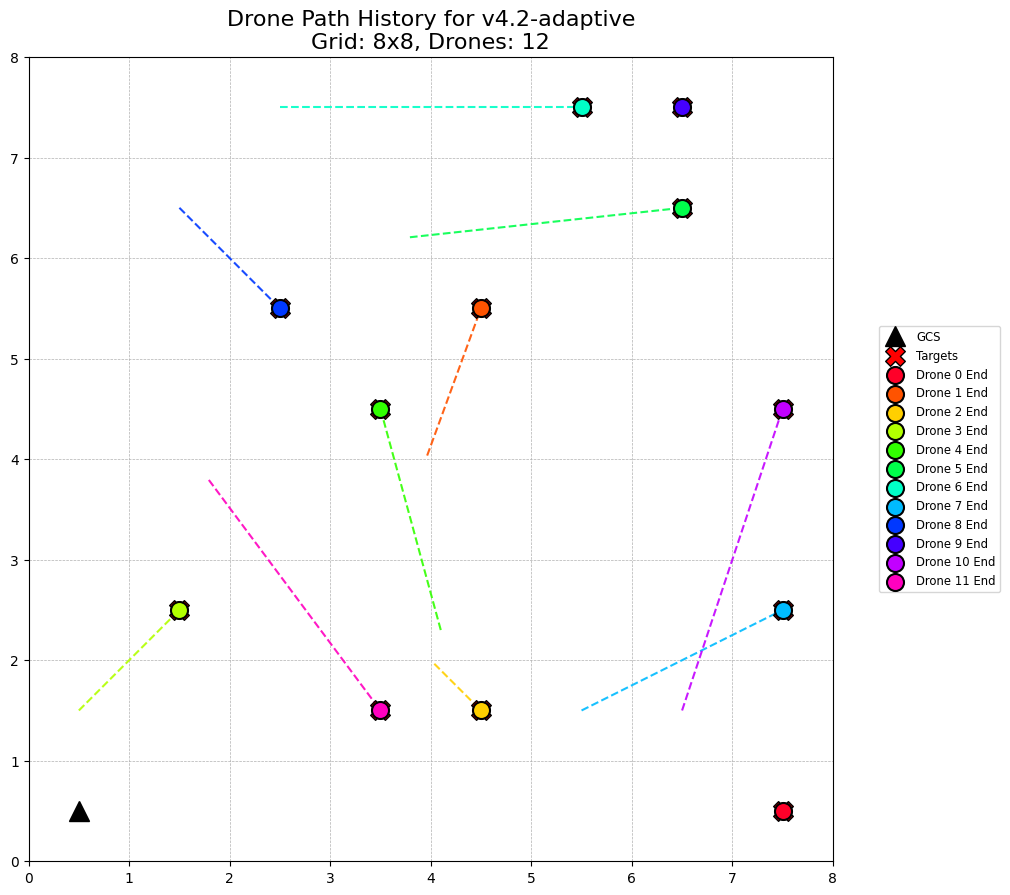 Drone Path History for v4.2-adaptive
Grid: 8x8, Drones: 12
8
7
6
5
4
3
2
1
0
0 1 2 3 4 5 6 7 8
GCS
Targets
Drone 0 End
Drone 1 End
Drone 2 End
Drone 3 End
Drone 4 End
Drone 5 End
Drone 6 End
Drone 7 End
Drone 8 End
Drone 9 End
Drone 10 End
Drone 11 End